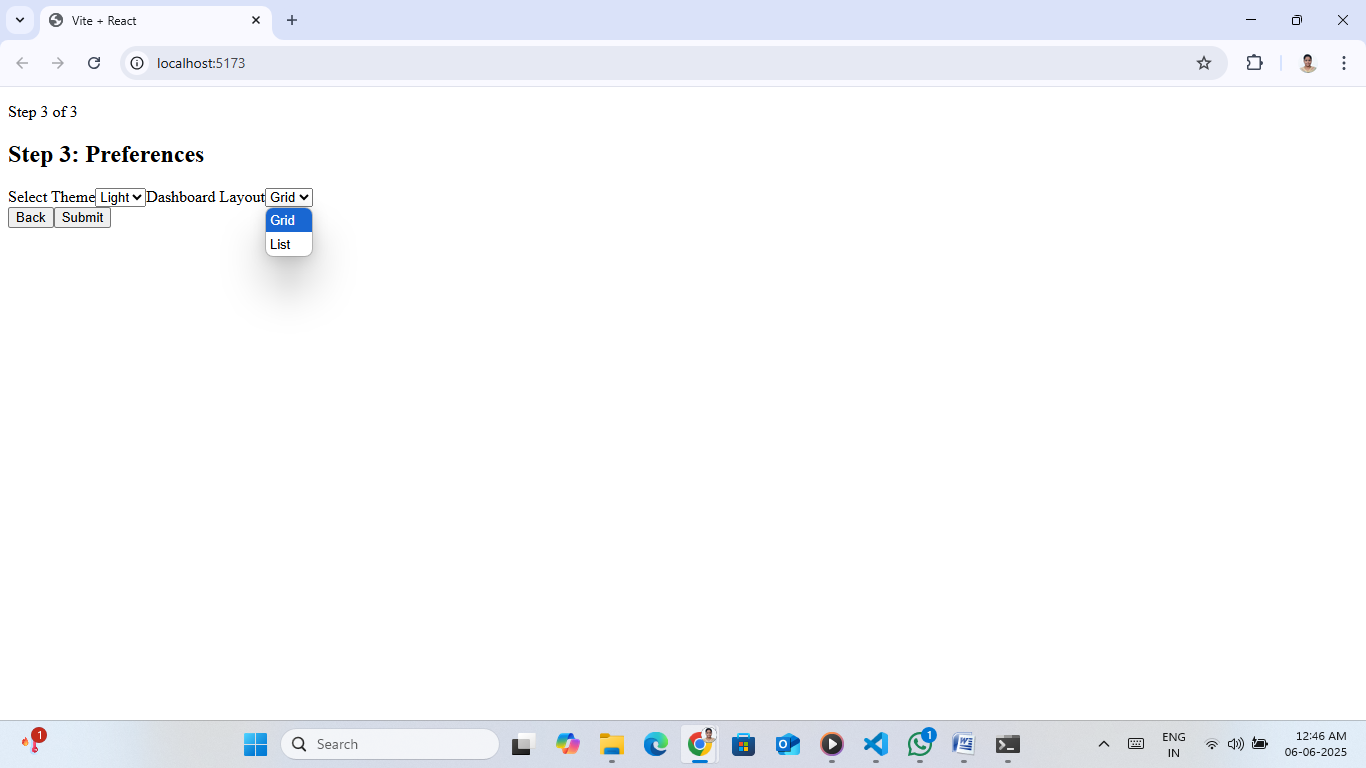 Vite + React
localhost:5173
Step 3 of 3
Step 3: Preferences
Select Theme Light Dashboard Layout Grid
Back Submit
Grid
List
1
Search
1
ENG
IN
12:46 AM
06-06-2025